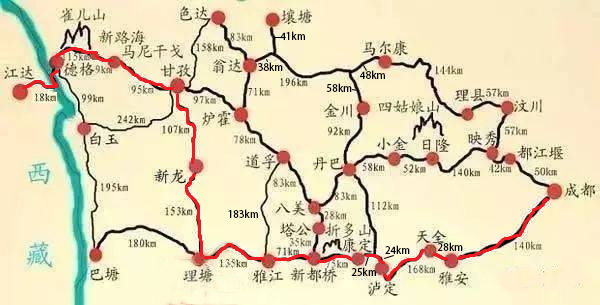 雀儿山
新路海
马尼干戈
色达
壤塘
83km
41km
158km
甘孜
翁达
38km
196km
马尔康
48km
144km
58km
江达
18km
德格
115km
9km
95km
97km
71km
金川
四姑娘山
理县
57km
汶川
99km
242km
107km
炉霍
78km
92km
57km
白玉
道孚
丹巴
58km
小金
52km
日隆
140km
映秀
42km
都江堰
50km
成都
新龙
83km
83km
112km
西
藏
195km
153km
183km
八美
28km
塔公
35km
折多山
康定
24km
天全
28km
140km
180km
巴塘
理塘
135km
雅江
71km
新都桥
75km
25km
泸定
168km
雅安